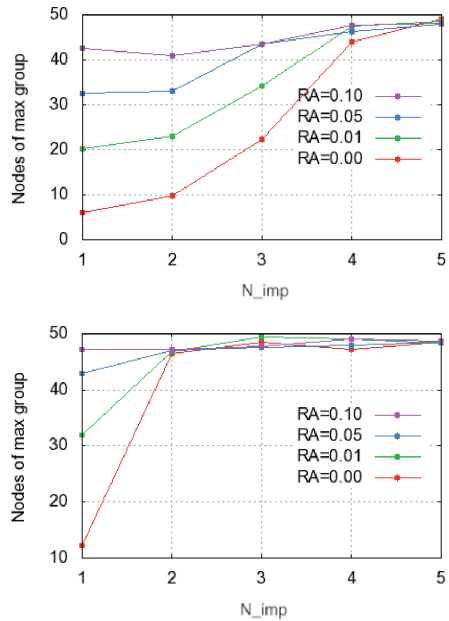 50
40
30
20
10
0
Nodes of max group
RA=0.10
RA=0.05
RA=0.01
RA=0.00
1 2 3 4 5
N_imp
50
40
30
20
10
Nodes of max group
RA=0.10
RA=0.05
RA=0.01
RA=0.00
1 2 3 4 5
N_imp